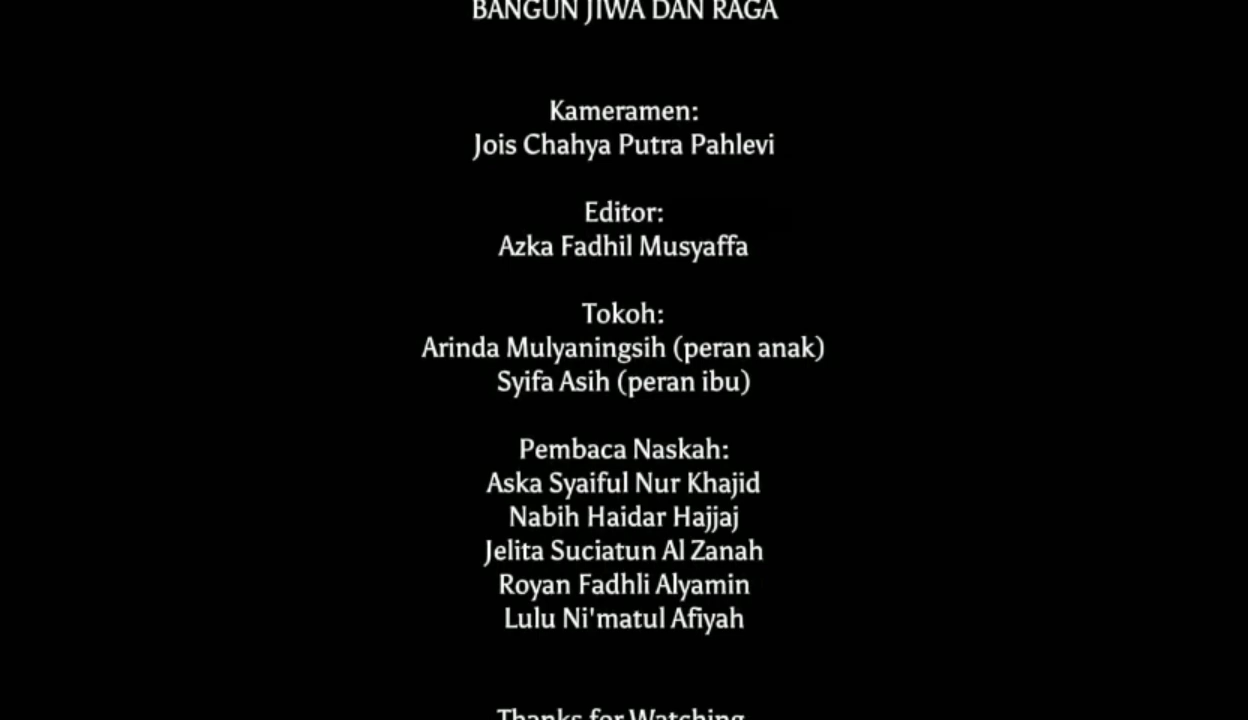 BANGUN JIWA DAN RAGA
Kameramen:
Jois Chahya Putra Pahlevi
Editor:
Azka Fadhil Musyaffa
Tokoh:
Arinda Mulyaningsih (peran anak)
Syifa Asih (peran ibu)
Pembaca Naskah:
Aska Syaiful Nur Khajid
Nabih Haidar Hajjaj
Jelita Suciatun Al Zanah
Royan Fadhli Alyamin
Lulu Ni'matul Afiyah
Thanks for Watching